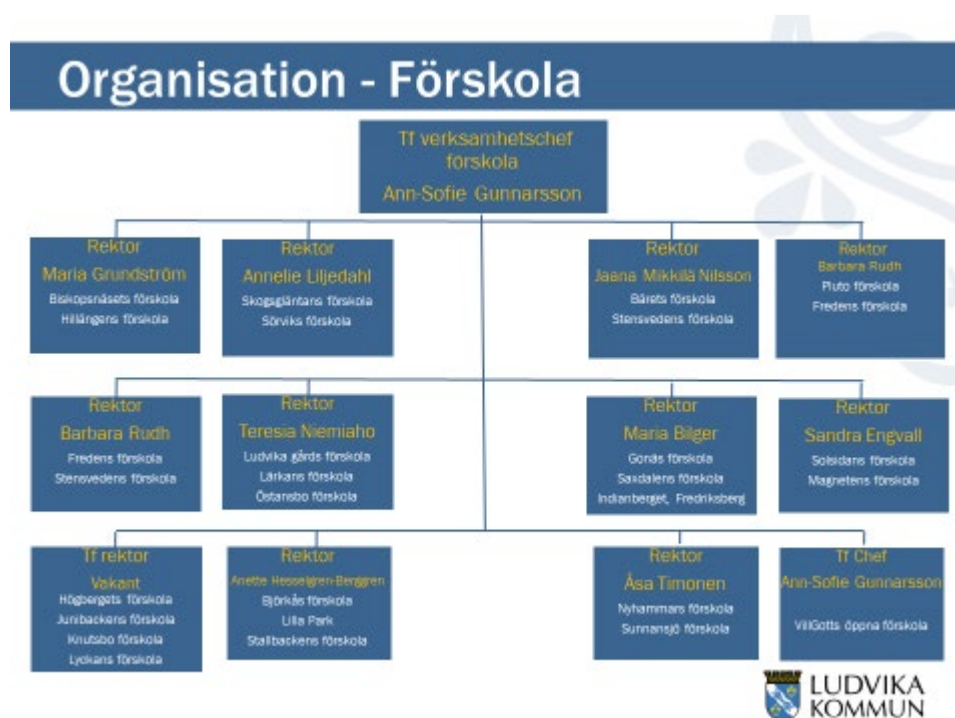 Organisation - Förskola
Tf verksamhetschef
förskola
Ann-Sofie Gunnarsson
Rektor
Maria Grundström
Biskopsnäsets förskola
Hillängens förskola
Rektor
Annelie Liljedahl
Skogsgläntans förskola
Sörviks förskola
Rektor
Jaana Mikkilä Nilsson
Bårets förskola
Stensvedens förskola
Rektor
Barbara Rudh
Pluto förskola
Fredens förskola
Rektor
Barbara Rudh
Fredens förskola
Stensvedens förskola
Rektor
Teresia Niemiaho
Ludvika gårds förskola
Lärkans förskola
Östansbo förskola
Rektor
Maria Bilger
Gonäs förskola
Saxdalens förskola
Indianberget, Fredriksberg
Rektor
Sandra Engvall
Solsidans förskola
Magnetens förskola
Tf rektor
Vakant
Högbergets förskola
Junibackens förskola
Knutsbo förskola
Lyckans förskola
Rektor
Anette Hesselgren-Berggren
Björkås förskola
Lilla Park
Stallbackens förskola
Rektor
Åsa Timonen
Nyhammars förskola
Sunnansjö förskola
Tf Chef
Ann-Sofie Gunnarsson
VillGotts öppna förskola
LUDVIKA
KOMMUN